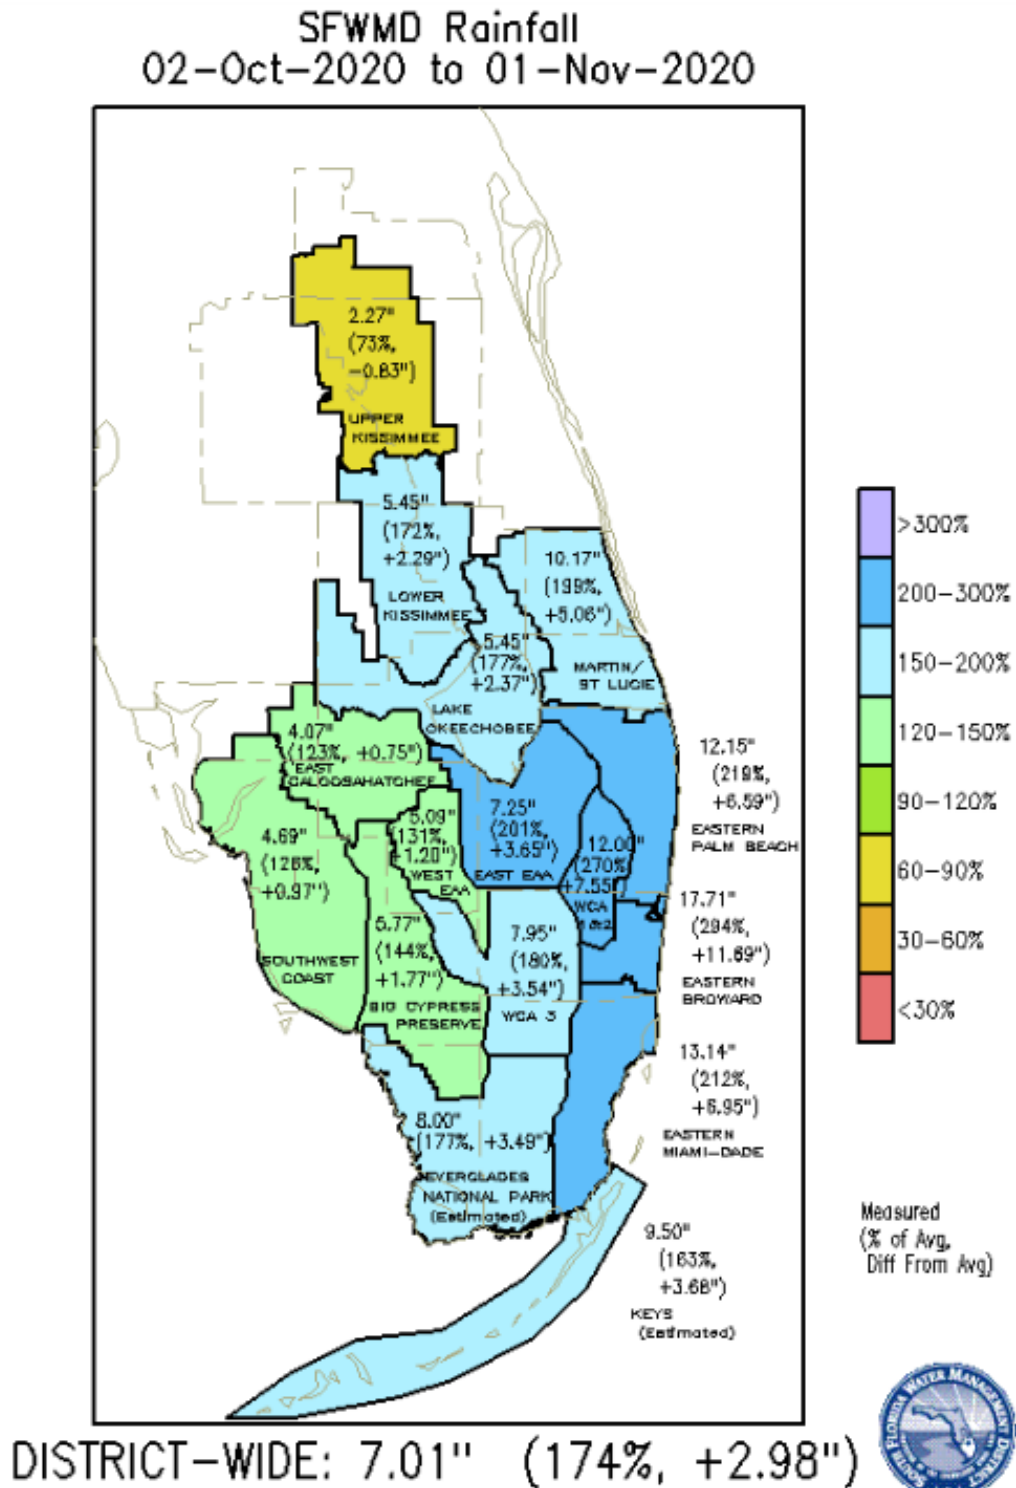 SFWMD Rainfall
02-Oct-2020 to 01-Nov-2020
2.27"
(73%,
-0.83")
UPPER
KISSIMMEE
5.45"
(172%,
+2.29")
LOWER
KISSIMMEE
10.17"
(199%,
+5.06")
MARTIN/
ST LUCIE
5.45"
(177%,
+2.37")
LAKE
OKEECHOBEE
4.07"
(123%, +0.75")
EAST
CALOOSAHATCHEE
4.69"
(126%,
+0.97")
SOUTHWEST
COAST
5.09"
(131%,
+1.20")
WEST
EAA
7.25"
(201%,
+3.65")
EAST EAA
12.00"
(270%
+7.55"
WCA
1&2
12.15"
(219%,
+6.59")
EASTERN
PALM BEACH
17.71"
(294%,
+11.69")
EASTERN
BROWARD
5.77"
(144%,
+1.77")
BIG CYPRESS
PRESERVE
7.95"
(180%,
+3.54")
WCA 3
13.14"
(212%,
+6.95")
EASTERN
MIAMI-DADE
8.00"
(177%, +3.49")
EVERGLADES
NATIONAL PARK
(Estimated)
9.50"
(163%,
+3.68")
KEYS
(Estimated)
>300%
200-300%
150-200%
120-150%
90-120%
60-90%
30-60%
<30%
Measured
(% of Avg,
Diff From Avg)
DISTRICT-WIDE: 7.01" (174%, +2.98")
SOUTH FLORIDA WATER MANAGEMENT DISTRICT